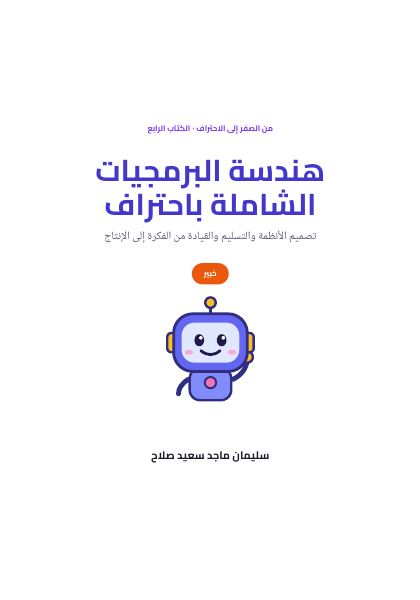 من الصفر إلى الاحتراف · الكتاب الرابع
هندسة البرمجيات
الشاملة باحتراف
تصميم الأنظمة والتسليم والقيادة من الفكرة إلى الإنتاج
خبير
سليمان ماجد سعيد صلاح